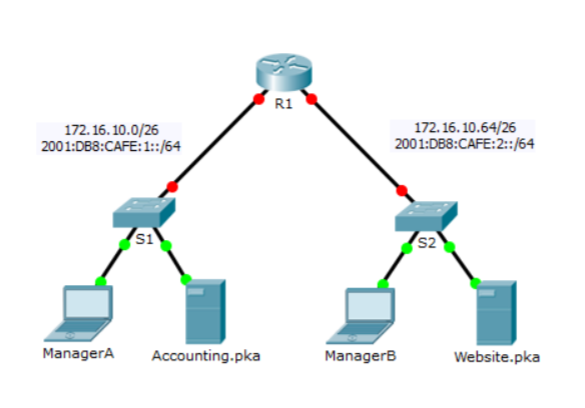 R1
172.16.10.0/26
2001:DB8:CAFE:1::/64
172.16.10.64/26
2001:DB8:CAFE:2::/64
S1
S2
ManagerA
Accounting.pka
ManagerB
Website.pka